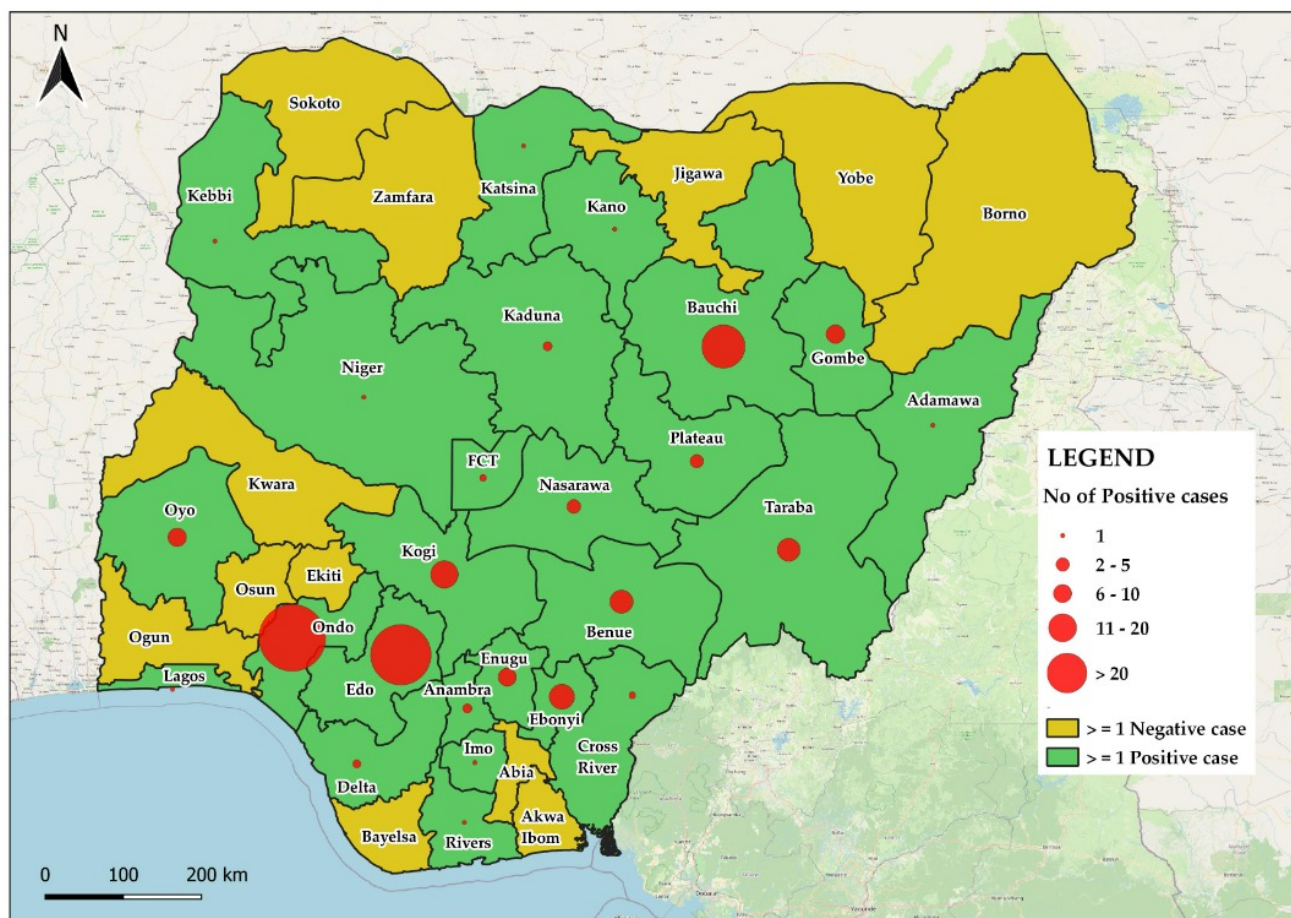 N
Sokoto
Kebbi
Zamfara
Katsina
Kano
Jigawa
Yobe
Borno
Kaduna
Bauchi
Gombe
Niger
Adamawa
Plateau
FCT
Nasarawa
Taraba
Kwara
Oyo
Kogi
Osun
Ekiti
Ondo
Ogun
Benue
Lagos
Edo
Enugu
Anambra
Ebonyi
Imo
Cross
River
Abia
Delta
Akwa
Ibom
Bayelsa
Rivers
LEGEND
No of Positive cases
1
2 - 5
6 - 10
11 - 20
> 20
> = 1 Negative case
> = 1 Positive case
0 100 200 km